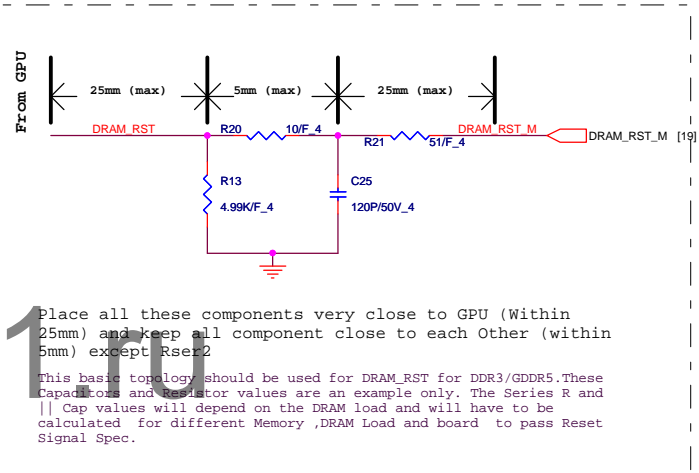 From GPU
25mm (max) 5mm (max) 25mm (max)
DRAM_RST R20 10/F_4 R21 51/F_4 DRAM_RST_M DRAM_RST_M [19]
R13 C25
4.99K/F_4 120P/50V_4
Place all these components very close to GPU (Within
25mm) and keep all component close to each Other (within
5mm) except Rser2
This basic topology should be used for DRAM_RST for DDR3/GDDR5.These
Capacitors and Resistor values are an example only. The Series R and
|| Cap values will depend on the DRAM load and will have to be
calculated for different Memory ,DRAM Load and board to pass Reset
Signal Spec.
1.ru